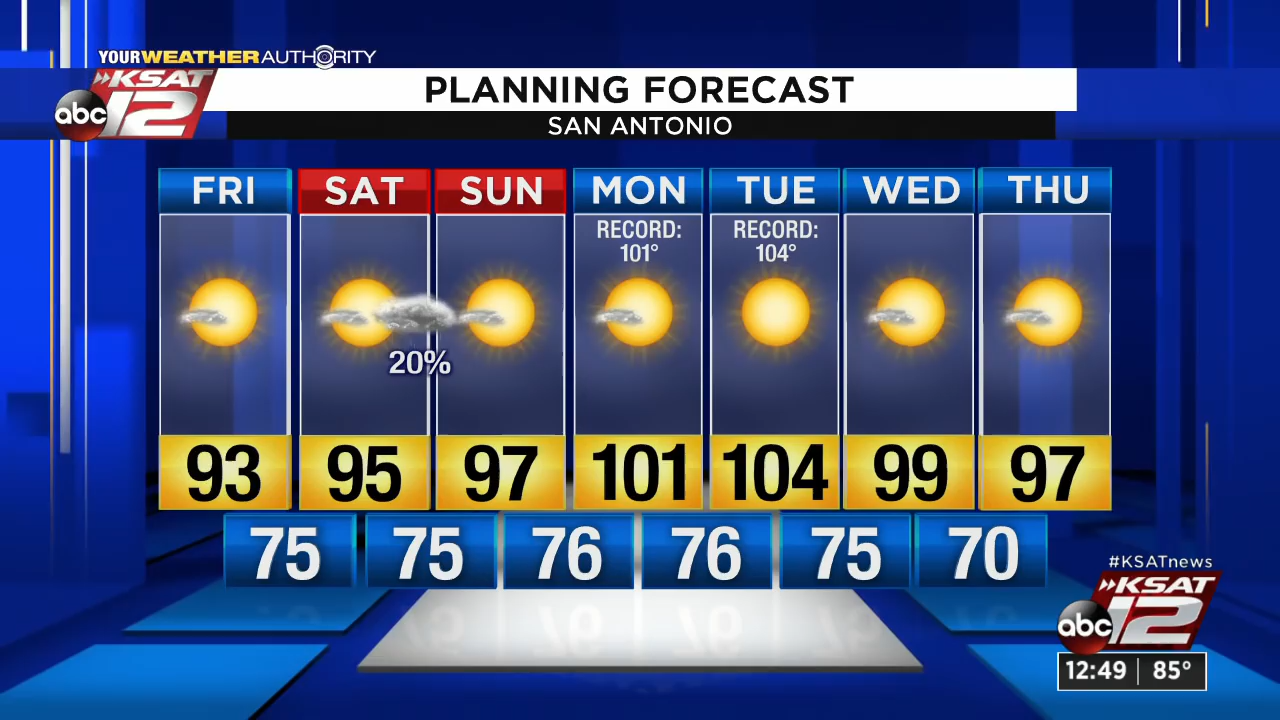 YOURWEATHERAUTHORITY
»KSAT
abc 12
PLANNING FORECAST
SAN ANTONIO
FRI SAT SUN MON TUE WED THU
RECORD: RECORD:
101° 104°
20%
93 95 97 101 104 99 97
75 75 76 76 75 70
#KSATnews
»KSAT
abc 12
12:49 85°